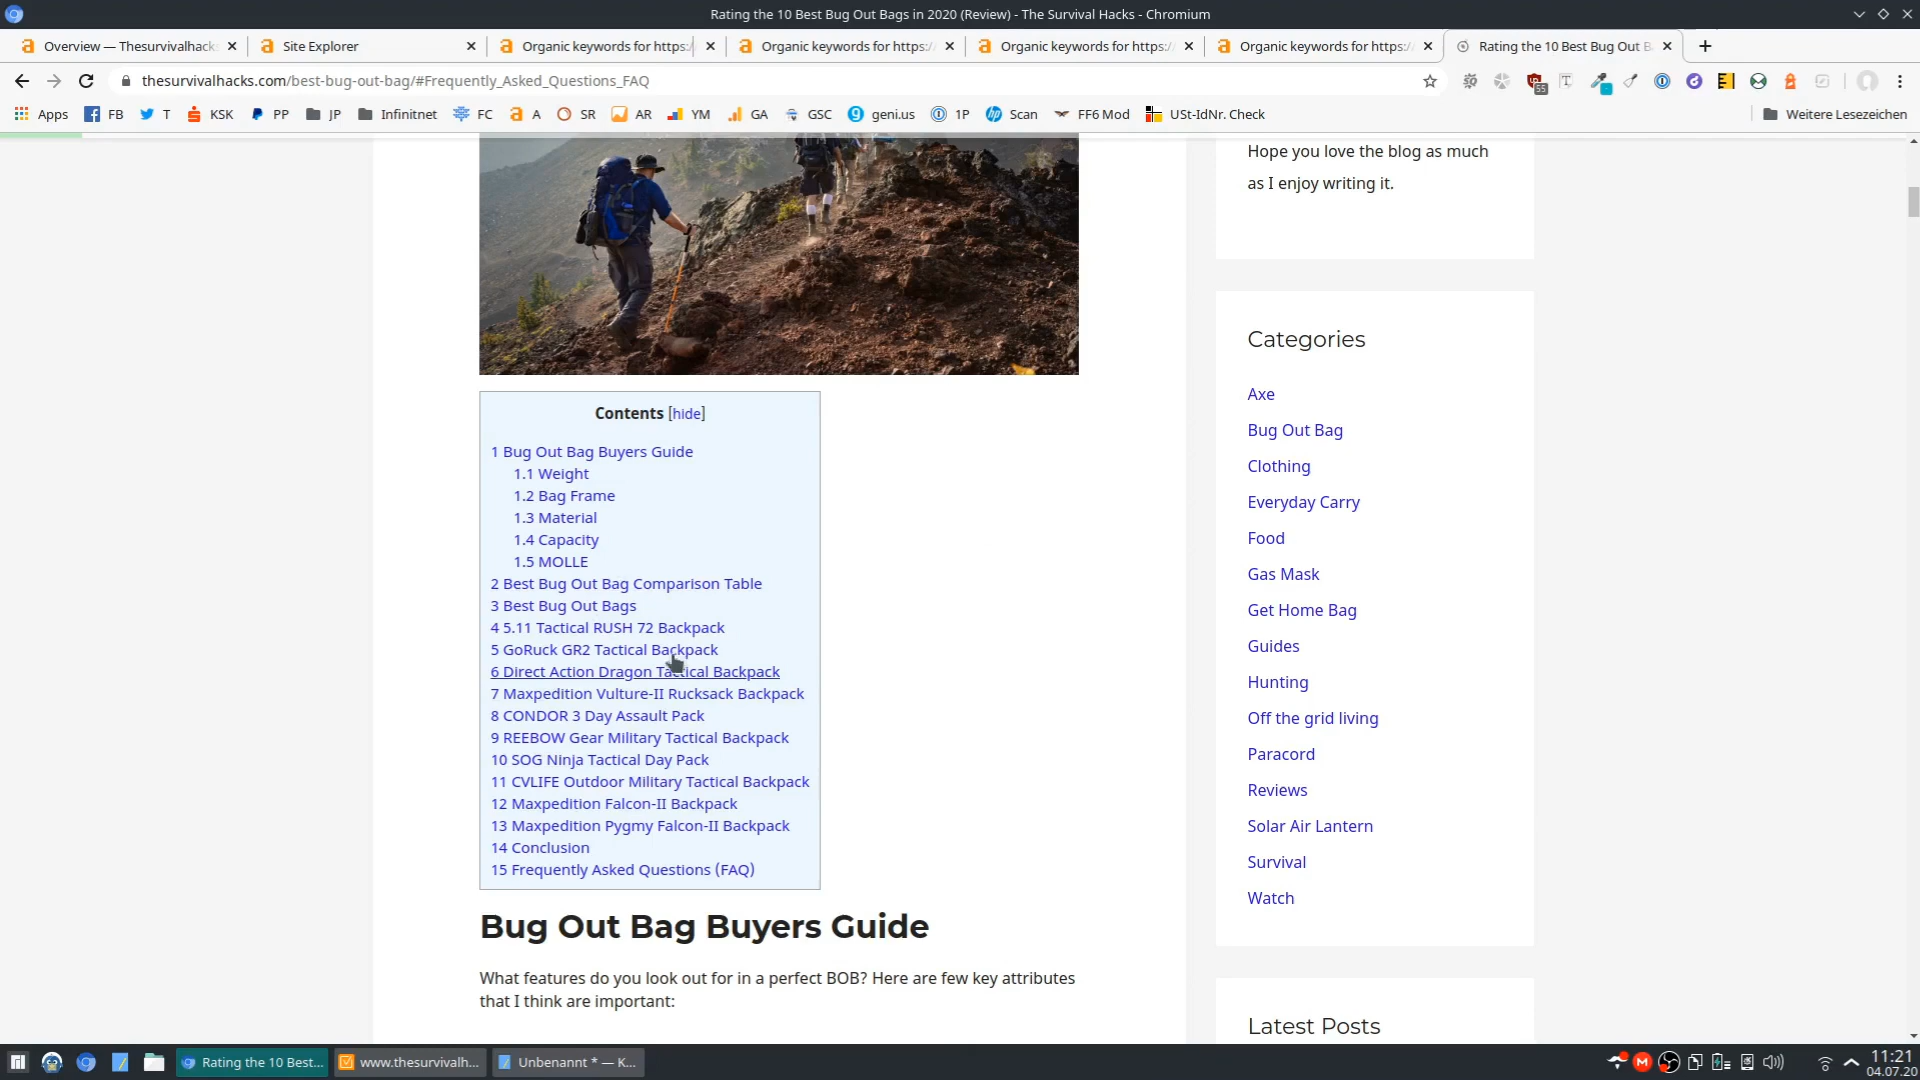 Rating the 10 Best Bug Out Bags in 2020 (Review) - The Survival Hacks - Chromium
Overview — Thesurvivalhack
Site Explorer
Organic keywords for https:/
Organic keywords for https:/
Organic keywords for https:/
Organic keywords for https:/
Rating the 10 Best Bug Out B
thesurvivalhacks.com/best-bug-out-bag/#Frequently_Asked_Questions_FAQ
55
Apps
FB
T
KSK
PP
JP
Infinitnet
FC
A
SR
AR
YM
GA
GSC
geni.us
1P
Scan
FF6 Mod
USt-IdNr. Check
Weitere Lesezeichen
Hope you love the blog as much
as I enjoy writing it.
Contents [hide]
1 Bug Out Bag Buyers Guide
1.1 Weight
1.2 Bag Frame
1.3 Material
1.4 Capacity
1.5 MOLLE
2 Best Bug Out Bag Comparison Table
3 Best Bug Out Bags
4 5.11 Tactical RUSH 72 Backpack
5 GoRuck GR2 Tactical Backpack
6 Direct Action Dragon Tactical Backpack
7 Maxpedition Vulture-II Rucksack Backpack
8 CONDOR 3 Day Assault Pack
9 REEBOW Gear Military Tactical Backpack
10 SOG Ninja Tactical Day Pack
11 CVLIFE Outdoor Military Tactical Backpack
12 Maxpedition Falcon-II Backpack
13 Maxpedition Pygmy Falcon-II Backpack
14 Conclusion
15 Frequently Asked Questions (FAQ)
Bug Out Bag Buyers Guide
What features do you look out for in a perfect BOB? Here are few key attributes
that I think are important:
Categories
Axe
Bug Out Bag
Clothing
Everyday Carry
Food
Gas Mask
Get Home Bag
Guides
Hunting
Off the grid living
Paracord
Reviews
Solar Air Lantern
Survival
Watch
Latest Posts
Rating the 10 Best...
www.thesurvivalh...
Unbenannt * — K...
11:21
04.07.20